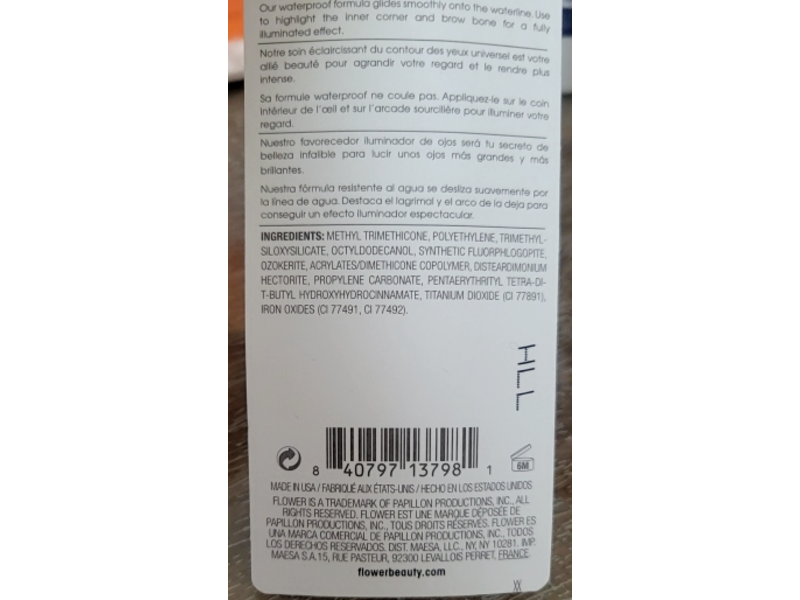 Our waterproof formula glides smoothly onto the waterline. Use
to highlight the inner corner and brow bone for a fully
illuminated effect.
Notre soin éclaircissant du contour des yeux universel est votre
allié beauté pour agrandir votre regard et le rendre plus
intense.
Sa formule waterproof ne coule pas. Appliquez-le sur le coin
intérieur de l'œil et sur l'arcade sourcilière pour illuminer votre
regard.
Nuestro favorecedor iluminador de ojos será tu secreto de
belleza infalible para lucir unos ojos más grandes y más
brillantes.
Nuestra fórmula resistente al agua se desliza suavemente por
la línea de agua. Destaca el lagrimal y el arco de la deja para
conseguir un efecto iluminador espectacular.
INGREDIENTS: METHYL TRIMETHICONE, POLYETHYLENE, TRIMETHYL-
SILOXYSILICATE, OCTYLDODECANOL, SYNTHETIC FLUORPHLOGOPITE,
OZOKERITE, ACRYLATES/DIMETHICONE COPOLYMER, DISTEARDIMONIUM
HECTORITE, PROPYLENE CARBONATE, PENTAERYTHRITYL TETRA-DI-
T-BUTYL HYDROXYHYDROCINNAMATE, TITANIUM DIOXIDE (CI 77891),
IRON OXIDES (CI 77491, CI 77492).
HLL
8 40797 13798 1
6M
MADE IN USA / FABRIQUÉ AUX ÉTATS-UNIS / HECHO EN LOS ESTADOS UNIDOS
FLOWER IS A TRADEMARK OF PAPILLON PRODUCTIONS, INC., ALL
RIGHTS RESERVED. FLOWER EST UNE MARQUE DÉPOSÉE DE
PAPILLON PRODUCTIONS, INC., TOUS DROITS RÉSERVÉS. FLOWER ES
UNA MARCA COMERCIAL DE PAPILLON PRODUCTIONS, INC., TODOS
LOS DERECHOS RESERVADOS. DIST. MAESA, LLC., NY, NY 10281. IMP.
MAESA S.A.15, RUE PASTEUR, 92300 LEVALLOIS PERRET, FRANCE.
flowerbeauty.com